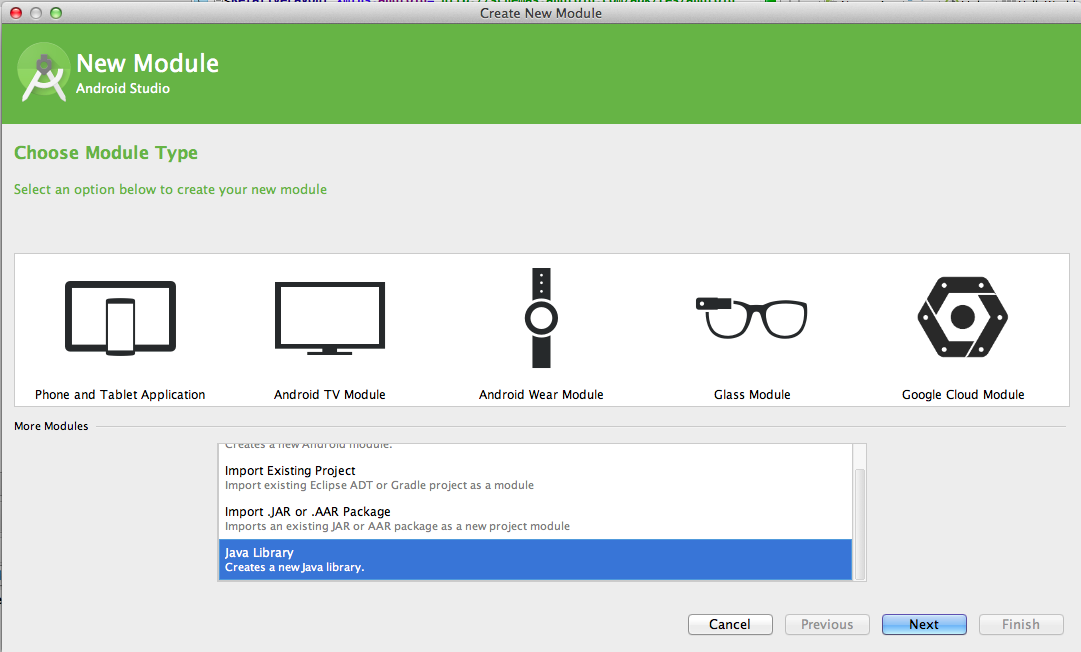 Create New Module
New Module
Android Studio
Choose Module Type
Select an option below to create your new module
Phone and Tablet Application
Android TV Module
Android Wear Module
Glass Module
Google Cloud Module
More Modules
Creates a new Android module.
Import Existing Project
Import existing Eclipse ADT or Gradle project as a module
Import .JAR or .AAR Package
Imports an existing JAR or AAR package as a new project module
Java Library
Creates a new Java library.
Cancel
Previous
Next
Finish